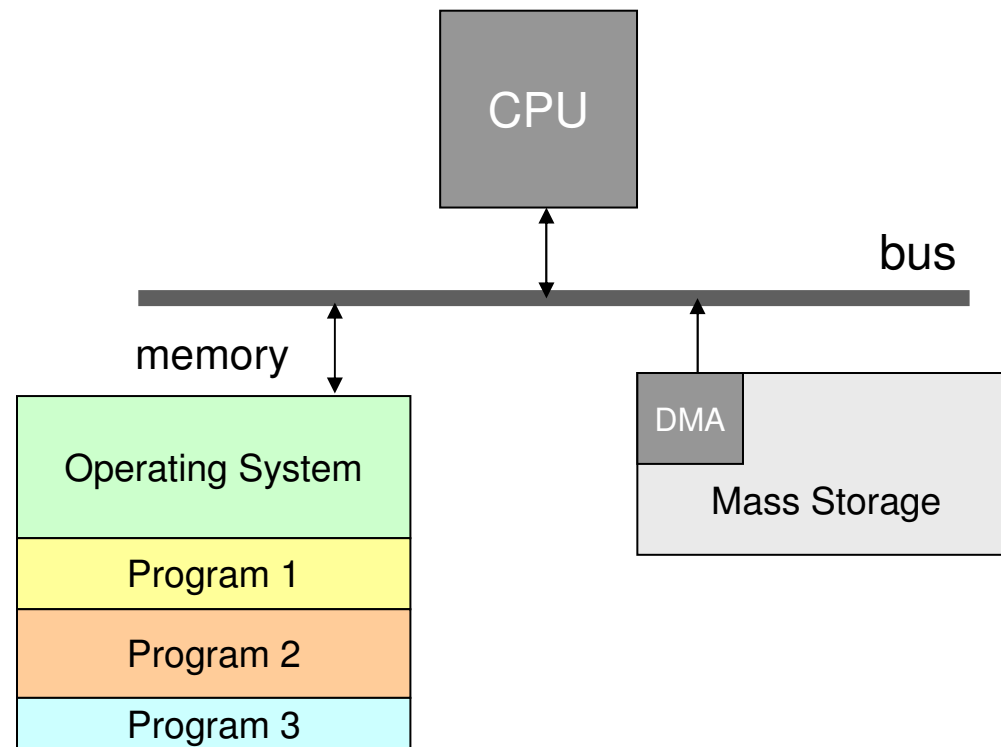 CPU
bus
memory
DMA
Operating System
Mass Storage
Program 1
Program 2
Program 3